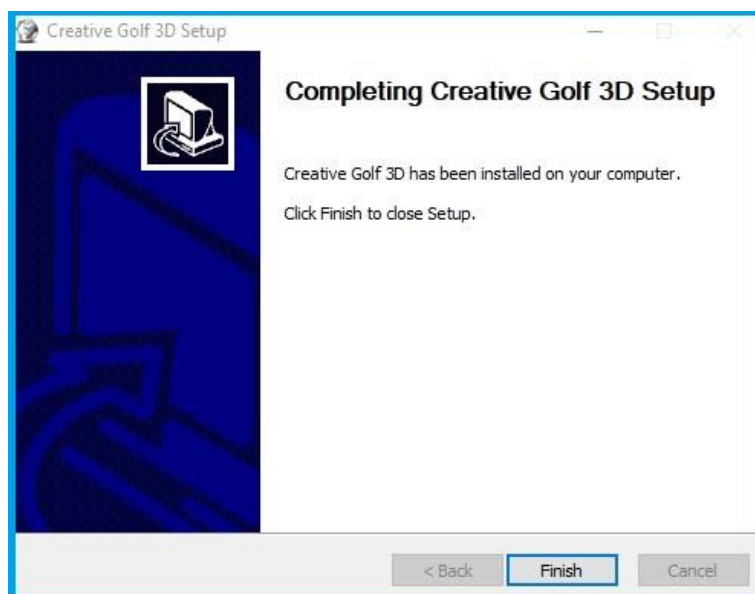 Creative Golf 3D Setup
Completing Creative Golf 3D Setup
Creative Golf 3D has been installed on your computer.
Click Finish to close Setup.
< Back
Finish
Cancel